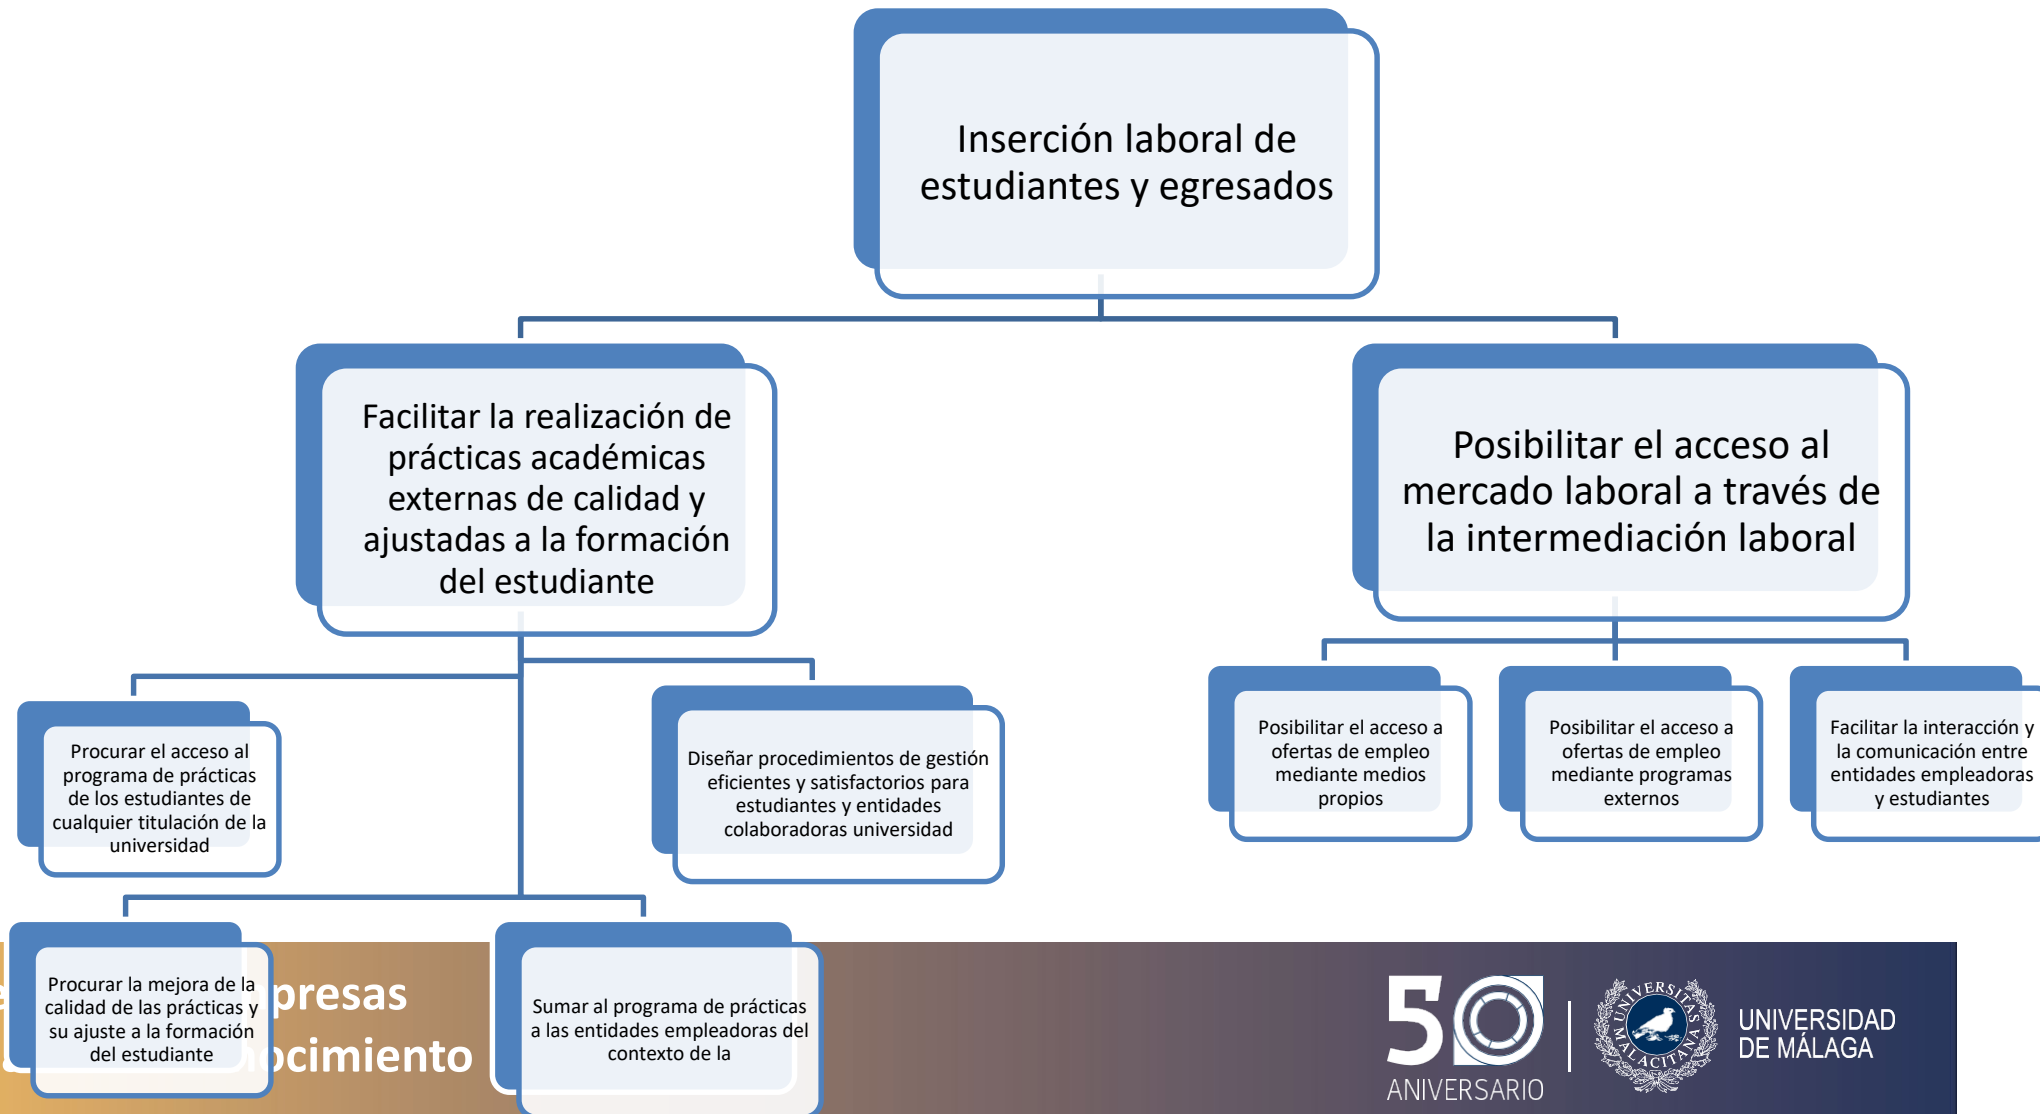 Inserción laboral de
estudiantes y egresados
Facilitar la realización de
prácticas académicas
externas de calidad y
ajustadas a la formación
del estudiante
Posibilitar el acceso al
mercado laboral a través de
la intermediación laboral
Procurar el acceso al
programa de prácticas
de los estudiantes de
cualquier titulación de la
universidad
Diseñar procedimientos de gestión
eficientes y satisfactorios para
estudiantes y entidades
colaboradoras universidad
Posibilitar el acceso a
ofertas de empleo
mediante medios
propios
Posibilitar el acceso a
ofertas de empleo
mediante programas
externos
Facilitar la interacción y
la comunicación entre
entidades empleadoras
y estudiantes
Procurar la mejora de la
calidad de las prácticas y
su ajuste a la formación
del estudiante
Sumar al programa de prácticas
a las entidades empleadoras del
contexto de la
presas
ocimiento
50
ANIVERSARIO
UNIVERSITAS
MALACITANA
UNIVERSIDAD
DE MÁLAGA